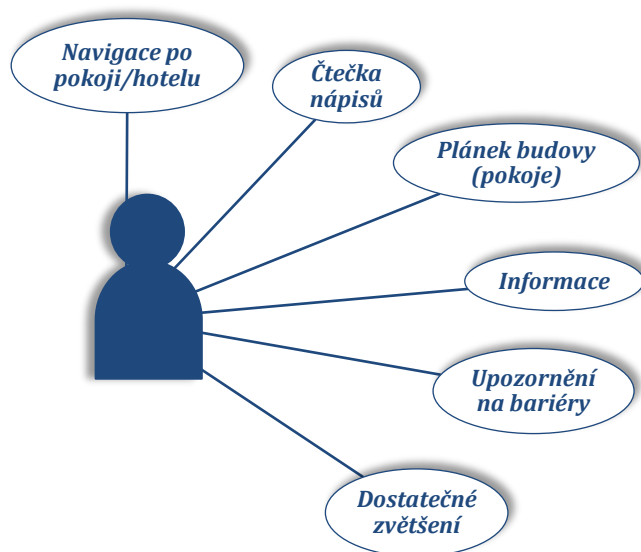 Navigace po
pokoji/hotelu
Čtečka
nápisů
Plánek budovy
(pokoje)
Informace
Upozornění
na bariéry
Dostatečné
zvětšení